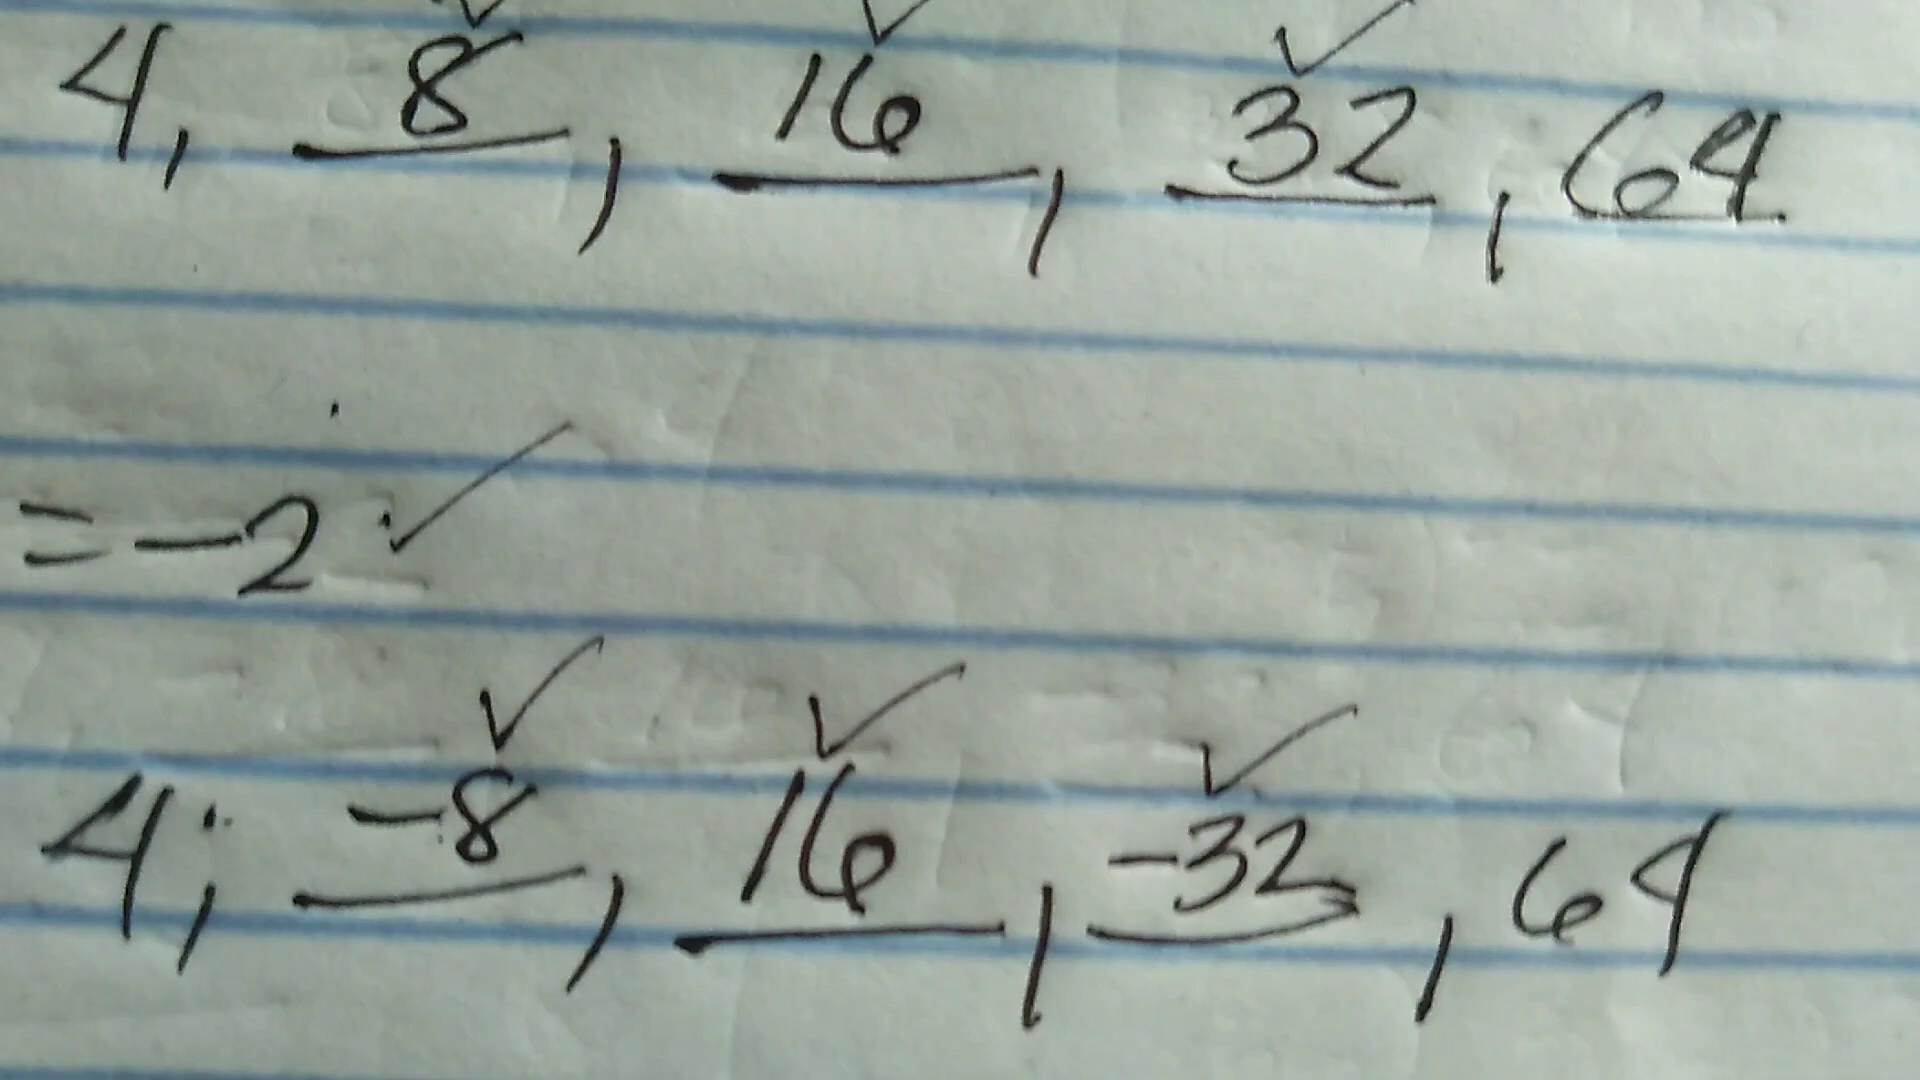 4, 8, 16, 32, 64
= -2
4, -8, 16, -32, 64